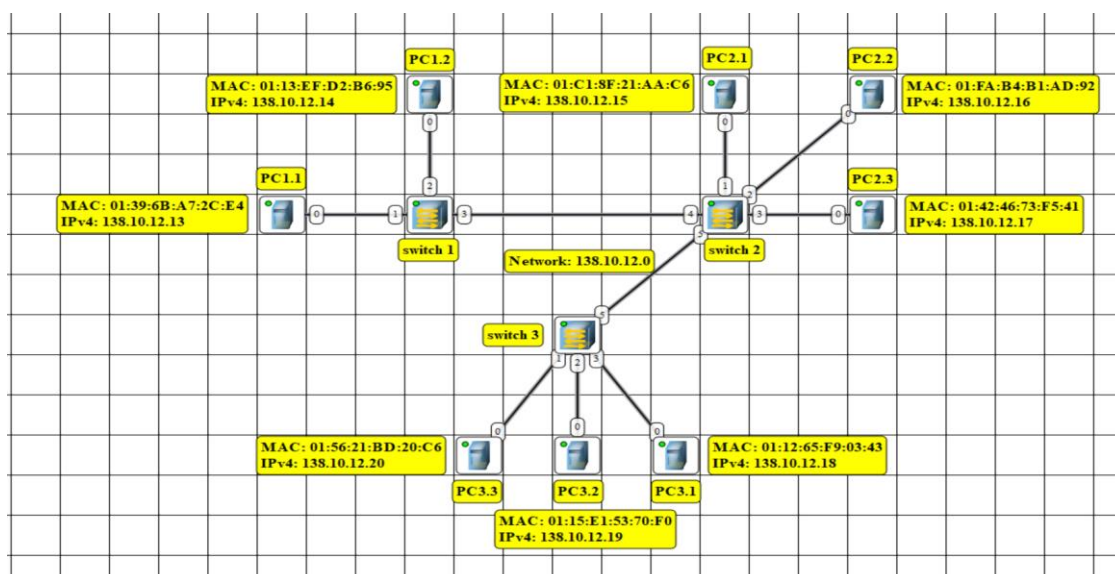 PC1.2
MAC: 01:13:EF:D2:B6:95
IPv4: 138.10.12.14
0
2
PC2.1
MAC: 01:C1:8F:21:AA:C6
IPv4: 138.10.12.15
0
1
PC2.2
MAC: 01:FA:B4:B1:AD:92
IPv4: 138.10.12.16
0
2
PC1.1
MAC: 01:39:6B:A7:2C:E4
IPv4: 138.10.12.13
0
1
3
switch 1
4
3
switch 2
PC2.3
0
MAC: 01:42:46:73:F5:41
IPv4: 138.10.12.17
Network: 138.10.12.0
switch 3
1
2
3
0
0
0
MAC: 01:56:21:BD:20:C6
IPv4: 138.10.12.20
PC3.3
PC3.2
MAC: 01:15:E1:53:70:F0
IPv4: 138.10.12.19
PC3.1
MAC: 01:12:65:F9:03:43
IPv4: 138.10.12.18